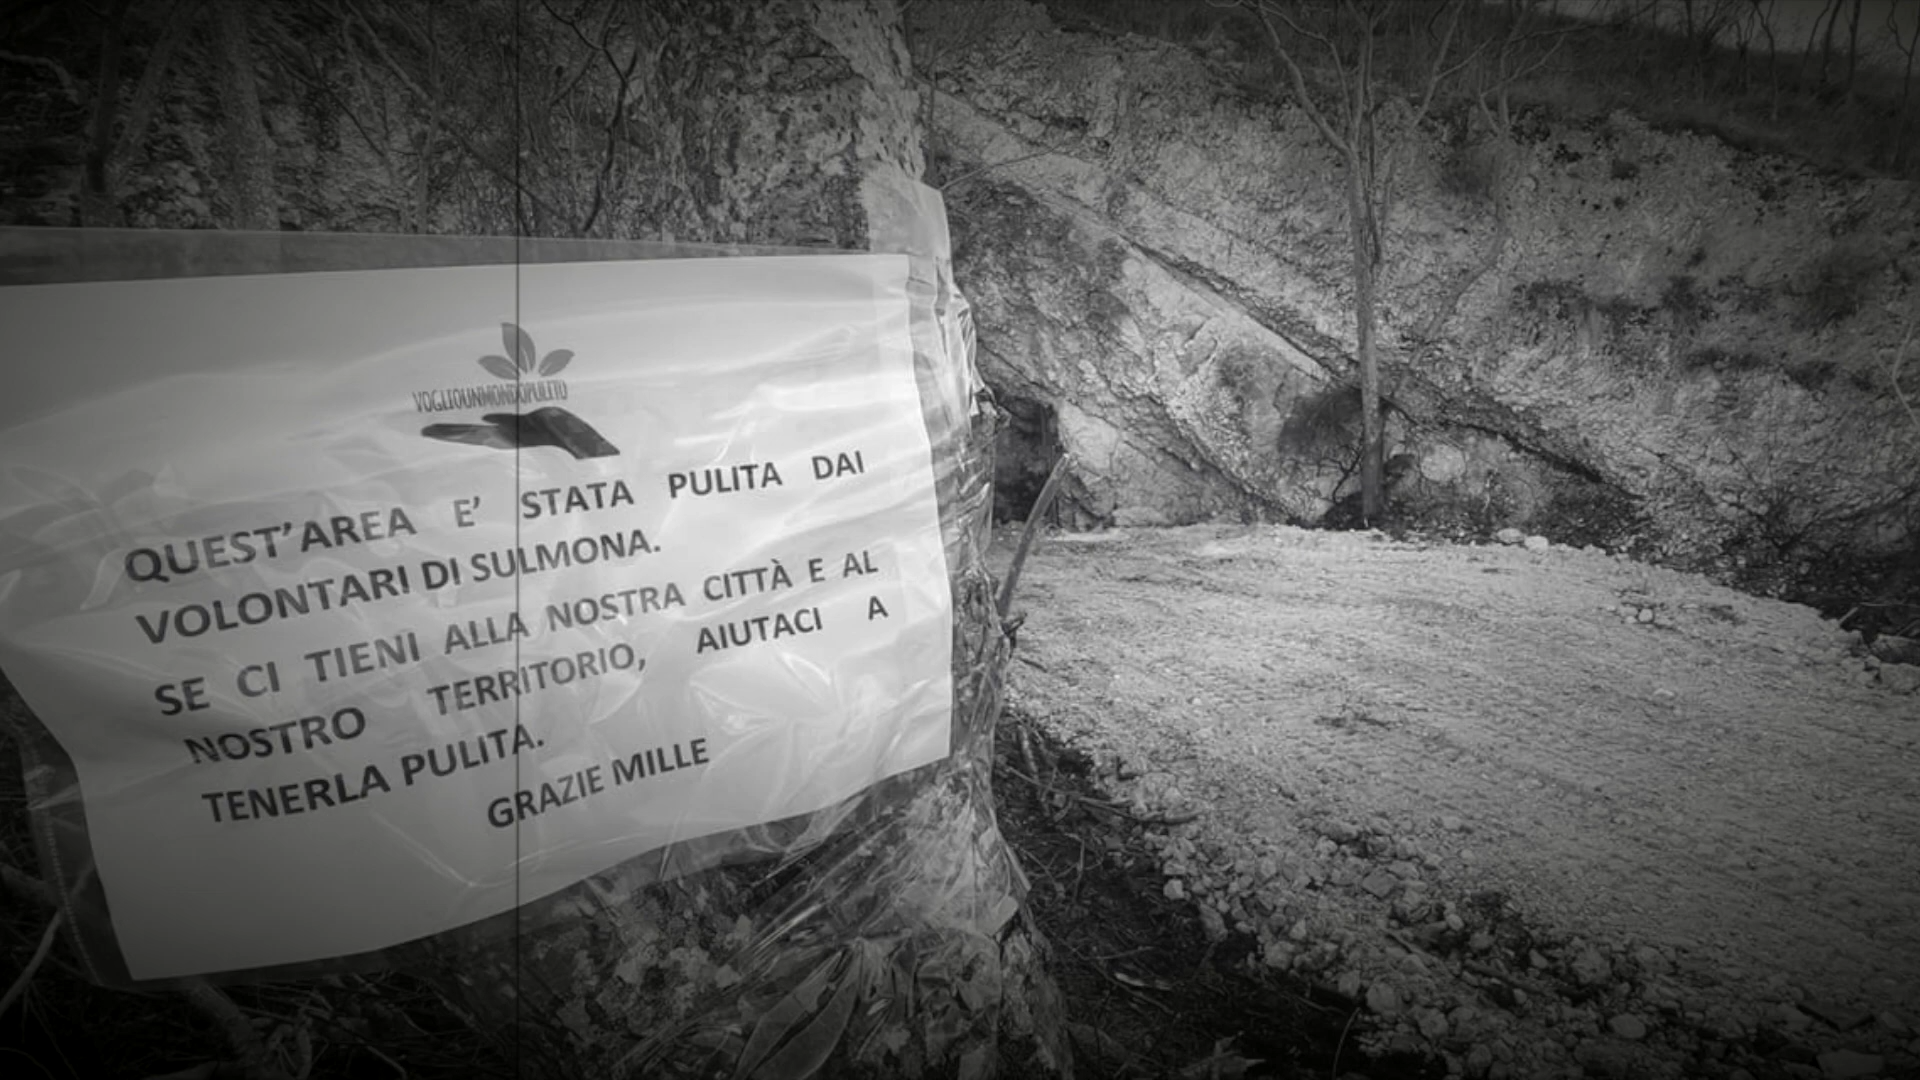 VOGLIOUNMONDOPULITO
QUEST'AREA E' STATA PULITA DAI
VOLONTARI DI SULMONA.
SE CI TIENI ALLA NOSTRA CITTÀ E AL
NOSTRO TERRITORIO, AIUTACI A
TENERLA PULITA.
GRAZIE MILLE